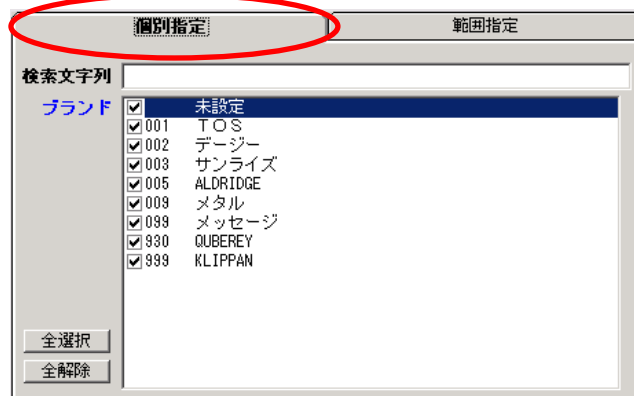 個別指定 範囲指定
検索文字列
ブランド
未設定
001 ＴＯＳ
002 デージー
003 サンライズ
005 ALDRIDGE
009 メタル
099 メッセージ
930 QUBEREY
999 KLIPPAN
全選択
全解除